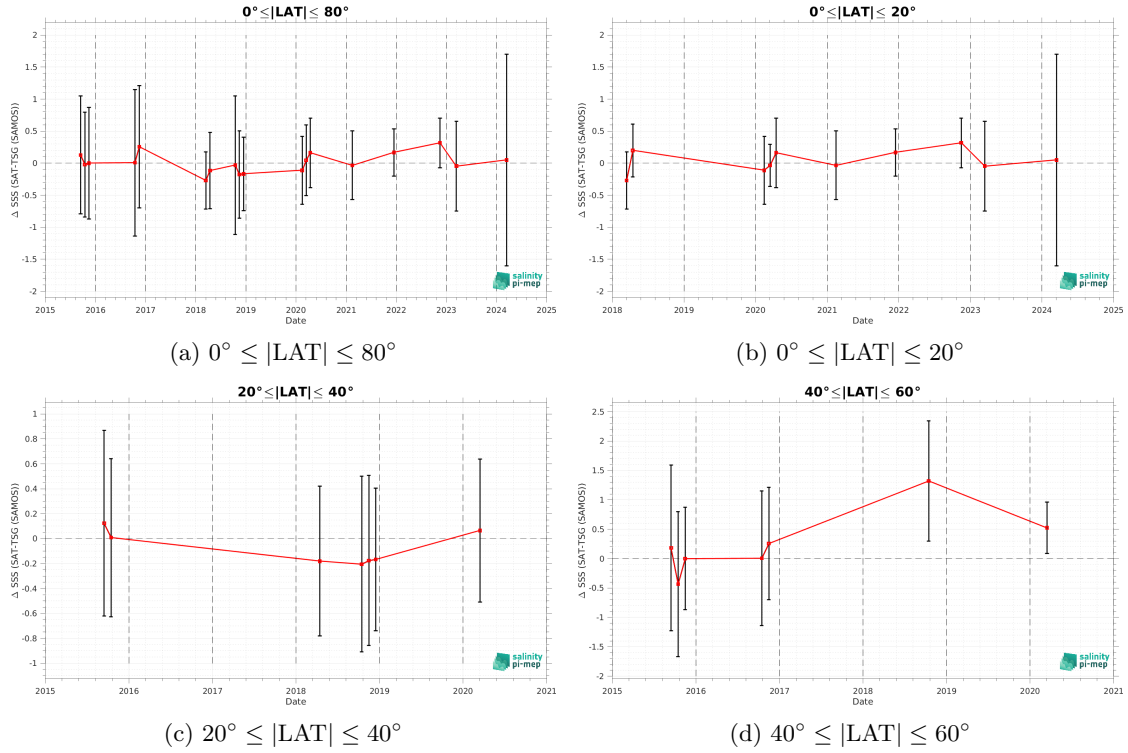 0°≤|LAT|≤ 80°
Δ SSS (SAT-TSG (SAMOS))
2
1.5
1
0.5
0
-0.5
-1
-1.5
-2
2015 2016 2017 2018 2019 2020 2021 2022 2023 2024 2025
Date
salinity
pi-mep
(a) 0° ≤ |LAT| ≤ 80°
0°≤|LAT|≤ 20°
Δ SSS (SAT-TSG (SAMOS))
2
1.5
1
0.5
0
-0.5
-1
-1.5
-2
2018 2019 2020 2021 2022 2023 2024 2025
Date
salinity
pi-mep
(b) 0° ≤ |LAT| ≤ 20°
20°≤|LAT|≤ 40°
Δ SSS (SAT-TSG (SAMOS))
1
0.8
0.6
0.4
0.2
0
-0.2
-0.4
-0.6
-0.8
-1
2015 2016 2017 2018 2019 2020 2021
Date
salinity
pi-mep
(c) 20° ≤ |LAT| ≤ 40°
40°≤|LAT|≤ 60°
Δ SSS (SAT-TSG (SAMOS))
2.5
2
1.5
1
0.5
0
-0.5
-1
-1.5
-2
2015 2016 2017 2018 2019 2020 2021
Date
salinity
pi-mep
(d) 40° ≤ |LAT| ≤ 60°